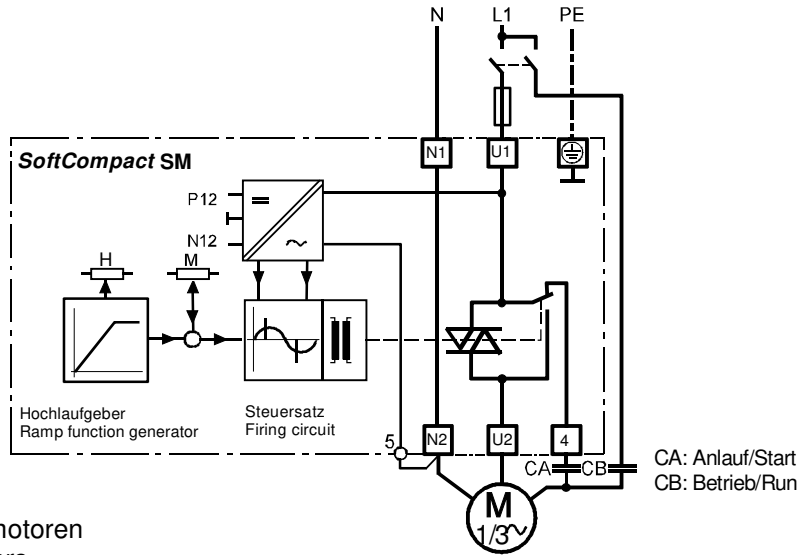 N L1 PE
SoftCompact SM
N1 U1
P12
N12
H M
Hochlaufgeber
Ramp function generator
Steuersatz
Firing circuit
5 N2 U2 4
CA CB
CA: Anlauf/Start
CB: Betrieb/Run
M
1/3~
motoren